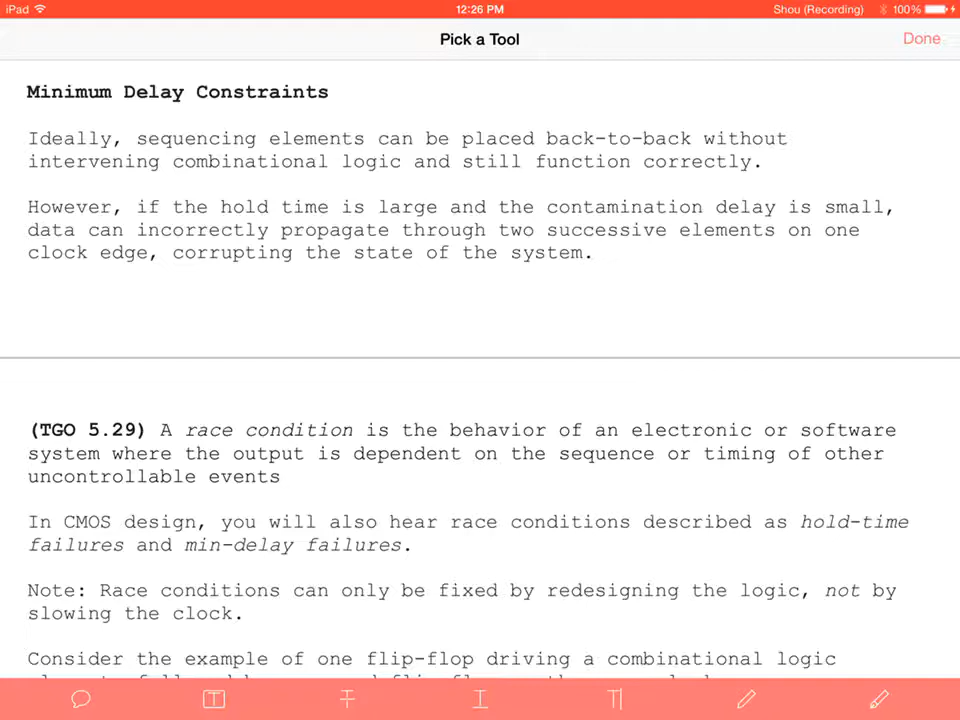 iPad 12:26 PM Shou (Recording) 100%
Pick a Tool Done
Minimum Delay Constraints
Ideally, sequencing elements can be placed back-to-back without
intervening combinational logic and still function correctly.
However, if the hold time is large and the contamination delay is small,
data can incorrectly propagate through two successive elements on one
clock edge, corrupting the state of the system.
(TGO 5.29) A race condition is the behavior of an electronic or software
system where the output is dependent on the sequence or timing of other
uncontrollable events
In CMOS design, you will also hear race conditions described as hold-time
failures and min-delay failures.
Note: Race conditions can only be fixed by redesigning the logic, not by
slowing the clock.
Consider the example of one flip-flop driving a combinational logic